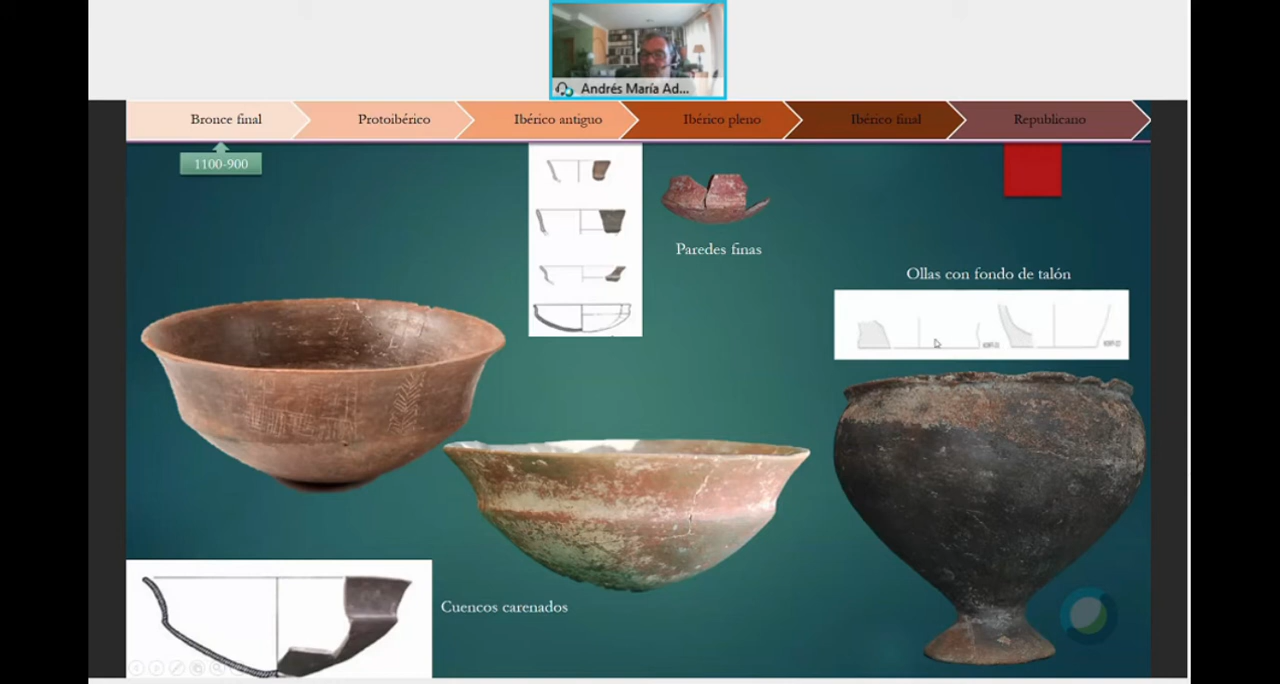 Andrés María Ad...
Bronce final
Protoibérico
Ibérico antiguo
Ibérico pleno
Ibérico final
Republicano
1100-900
Paredes finas
Ollas con fondo de talón
Cuencos carenados